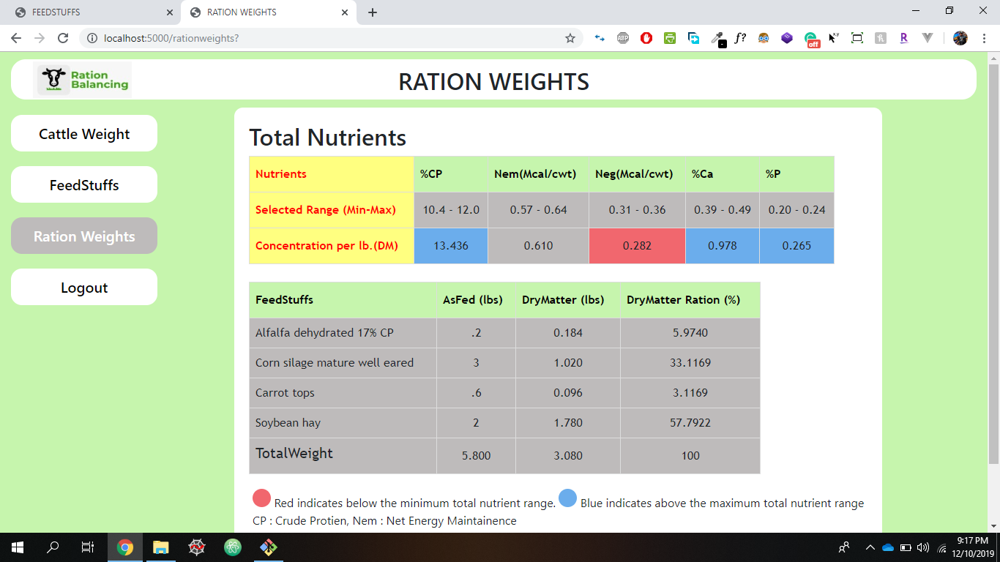 FEEDSTUFFS
RATION WEIGHTS
localhost:5000/rationweights?
ABP
f?
off
x,y
R
Ration
Balancing
RATION WEIGHTS
Cattle Weight
FeedStuffs
Ration Weights
Logout
Total Nutrients
Nutrients %CP Nem(Mcal/cwt) Neg(Mcal/cwt) %Ca %P
Selected Range (Min-Max) 10.4 - 12.0 0.57 - 0.64 0.31 - 0.36 0.39 - 0.49 0.20 - 0.24
Concentration per lb.(DM) 13.436 0.610 0.282 0.978 0.265
FeedStuffs AsFed (lbs) DryMatter (lbs) DryMatter Ration (%)
Alfalfa dehydrated 17% CP .2 0.184 5.9740
Corn silage mature well eared 3 1.020 33.1169
Carrot tops .6 0.096 3.1169
Soybean hay 2 1.780 57.7922
TotalWeight 5.800 3.080 100
Red indicates below the minimum total nutrient range. Blue indicates above the maximum total nutrient range
CP : Crude Protien, Nem : Net Energy Maintainence
9:17 PM
12/10/2019